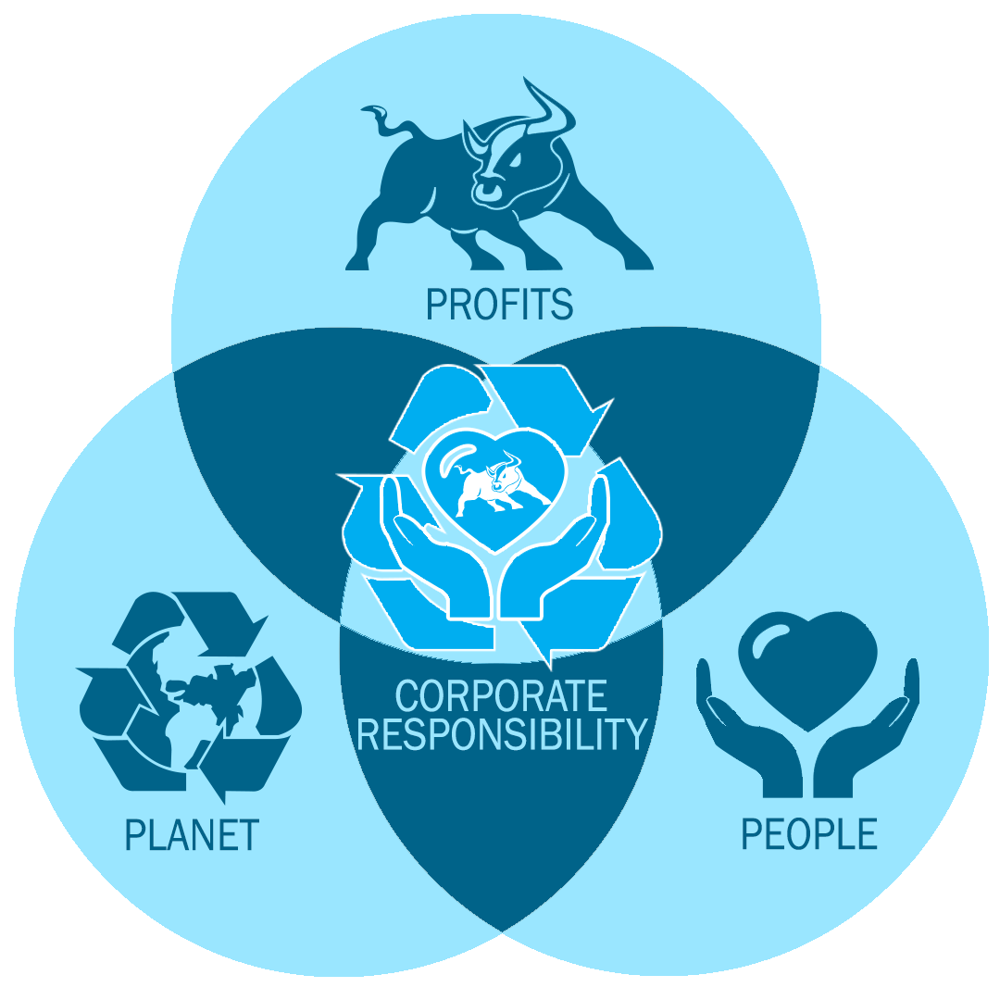 PROFITS
CORPORATE
RESPONSIBILITY
PLANET
PEOPLE